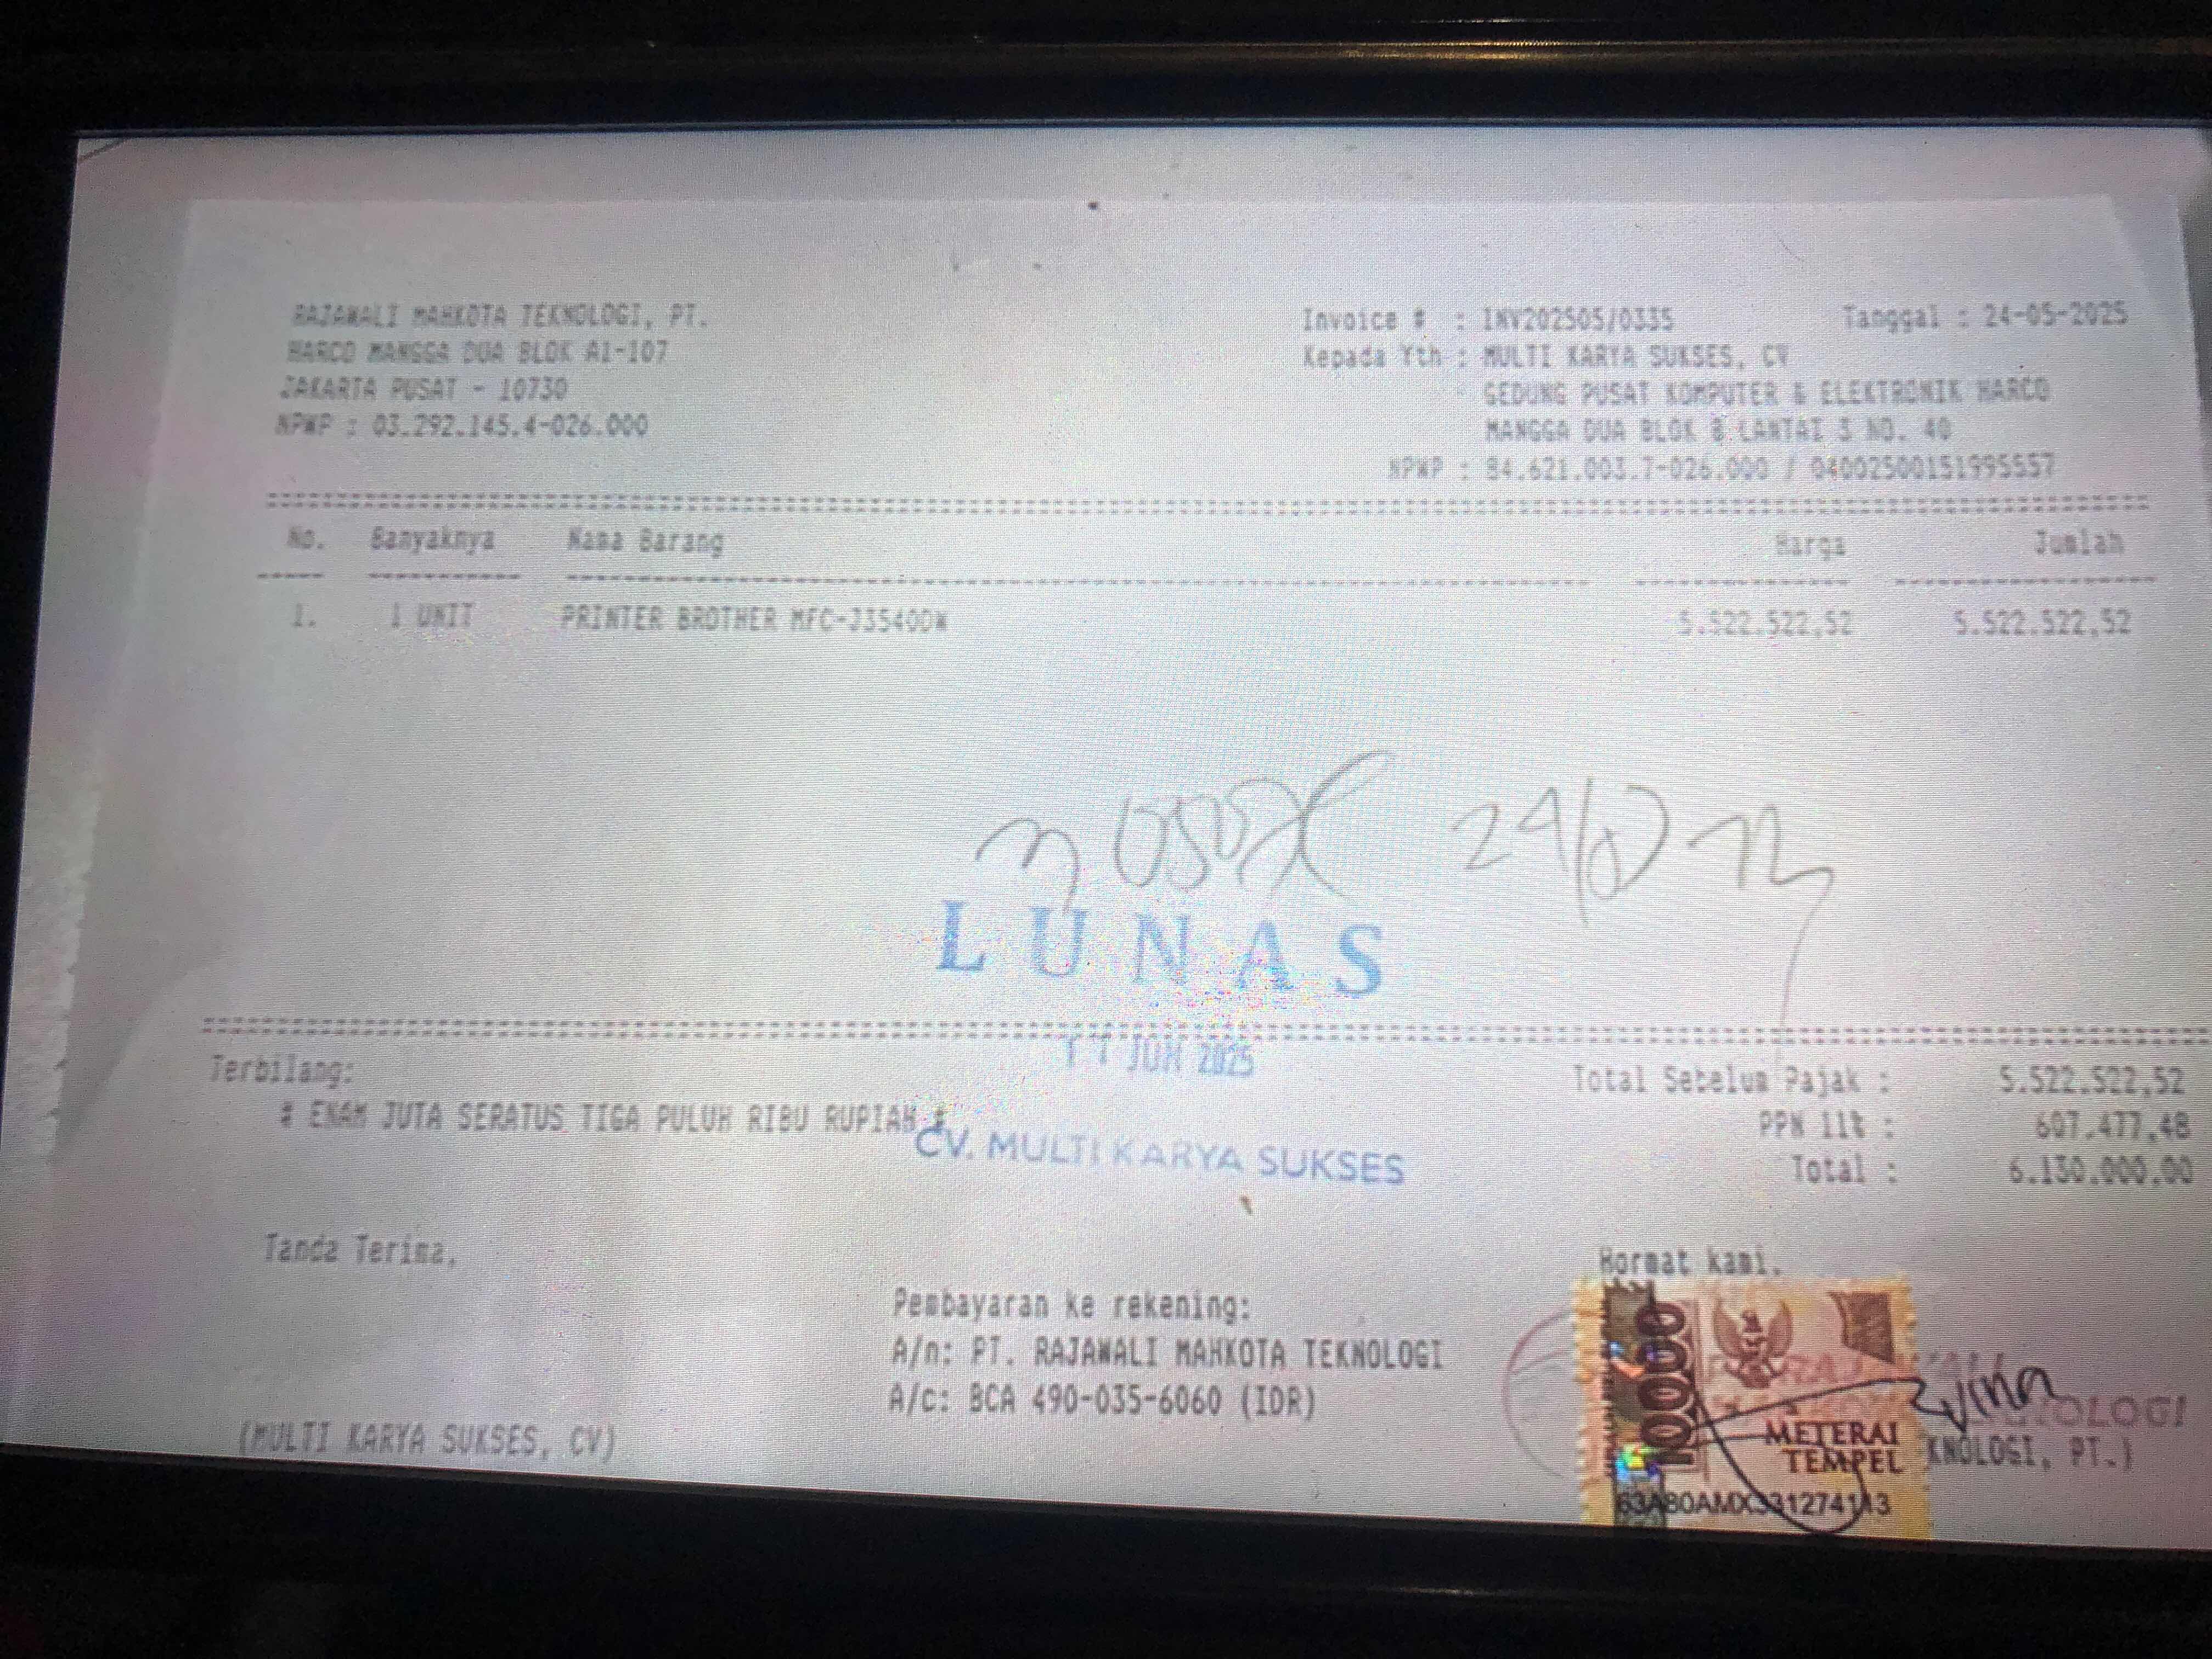 RAJAWALI MAHKOTA TEKNOLOGI, PT.
HARCO MANGGA DUA BLOK A1-107
JAKARTA PUSAT - 10730
NPWP : 03.292.145.4-026.000
Invoice # : INV202505/0335 Tanggal : 24-05-2025
Kepada Yth : MULTI KARYA SUKSES, CV
GEDUNG PUSAT KOMPUTER & ELEKTRONIK HARCO
MANGGA DUA BLOK B LANTAI 3 NO. 40
NPWP : 84.621.003.7-026.000 / 04002500151995557
No. Banyaknya Nama Barang Harga Jumlah
1. 1 UNIT PRINTER BROTHER MFC-J3540DW 5.522.522,52 5.522.522,52
LUNAS
JUN 2025
CV. MULTI KARYA SUKSES
Terbilang:
# ENAM JUTA SERATUS TIGA PULUH RIBU RUPIAH #
Total Sebelum Pajak : 5.522.522,52
PPN 11% : 607.477,48
Total : 6.130.000,00
Tanda Terima,
(MULTI KARYA SUKSES, CV)
Pembayaran ke rekening:
A/n: PT. RAJAWALI MAHKOTA TEKNOLOGI
A/c: BCA 490-035-6060 (IDR)
Hormat kami,
10000
METERAI
TEMPEL
KNOLOGI, PT.)